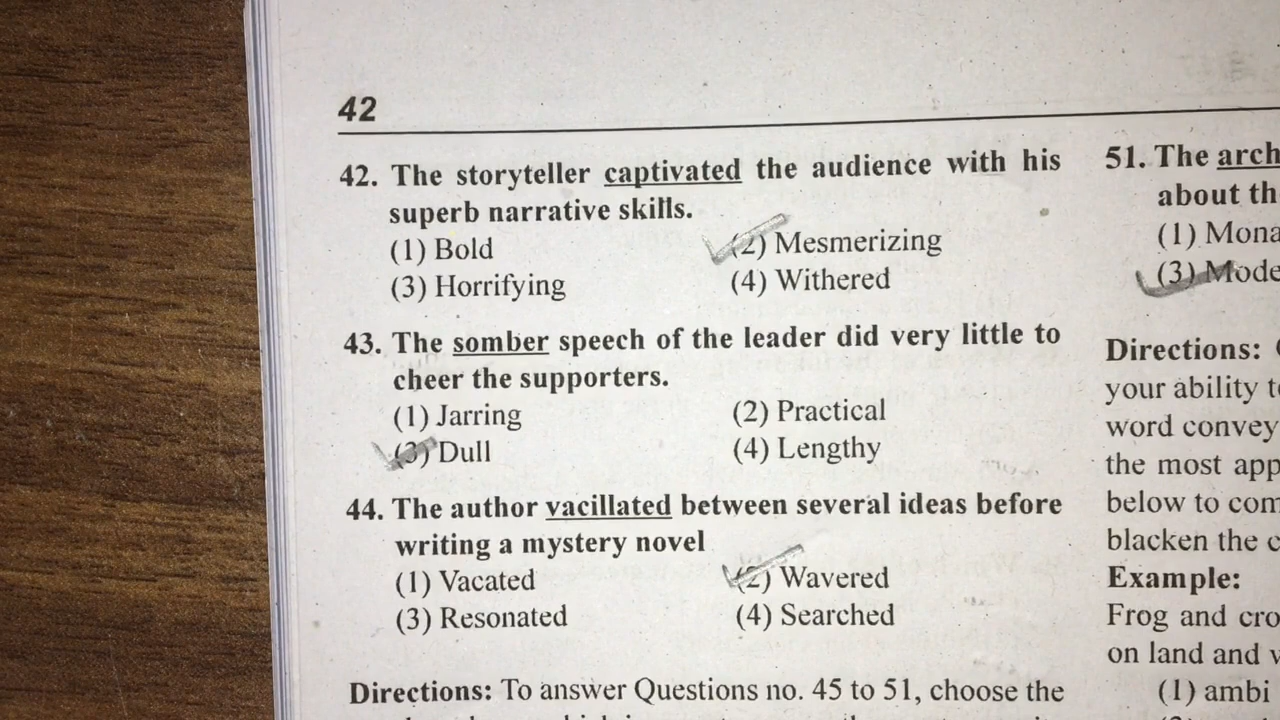 42
42. The storyteller captivated the audience with his
superb narrative skills.
(1) Bold (2) Mesmerizing
(3) Horrifying (4) Withered
43. The somber speech of the leader did very little to
cheer the supporters.
(1) Jarring (2) Practical
(3) Dull (4) Lengthy
44. The author vacillated between several ideas before
writing a mystery novel
(1) Vacated (2) Wavered
(3) Resonated (4) Searched
Directions: To answer Questions no. 45 to 51, choose the
51. The arch
about th
(1) Mona
(3) Mode
Directions:
your ability t
word convey
the most app
below to com
blacken the c
Example:
Frog and cro
on land and
(1) ambi